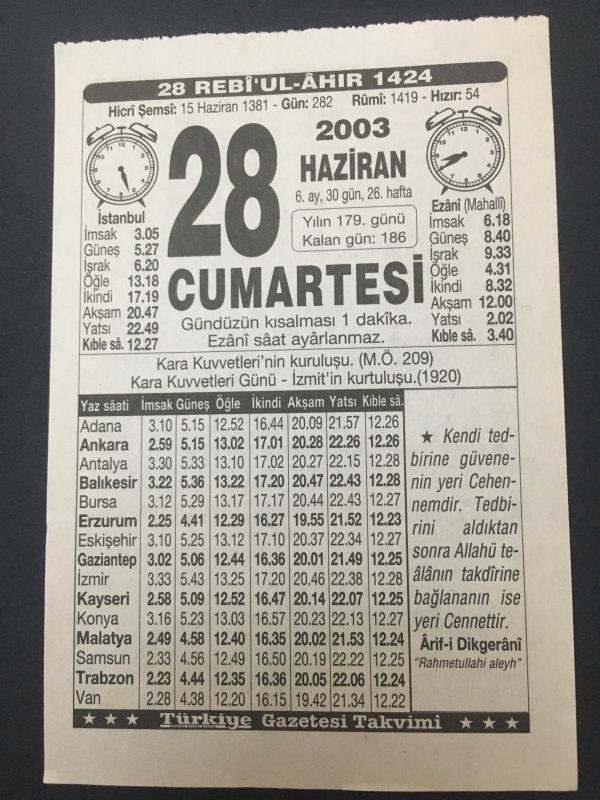 28 REBÎ'UL-ÂHIR 1424
Hicrî Şemsî: 15 Haziran 1381 - Gün: 282 Rûmî: 1419 - Hızır: 54
28
2003
HAZİRAN
6. ay, 30 gün, 26. hafta
Yılın 179. günü
Kalan gün: 186
CUMARTESİ
Gündüzün kısalması 1 dakîka.
Ezânî sâat ayârlanmaz.
İstanbul
İmsak 3.05
Güneş 5.27
İşrak 6.20
Öğle 13.18
İkindi 17.19
Akşam 20.47
Yatsı 22.49
Kıble sâ. 12.27
Ezânî (Mahallî)
İmsak 6.18
Güneş 8.40
İşrak 9.33
Öğle 4.31
İkindi 8.32
Akşam 12.00
Yatsı 2.02
Kıble sâ. 3.40
Kara Kuvvetleri'nin kuruluşu. (M.Ö. 209)
Kara Kuvvetleri Günü - İzmit'in kurtuluşu.(1920)
Yaz sâati İmsak Güneş Öğle İkindi Akşam Yatsı Kıble sâ.
Adana 3.10 5.15 12.52 16.44 20.09 21.57 12.26
Ankara 2.59 5.15 13.02 17.01 20.28 22.26 12.26
Antalya 3.30 5.33 13.10 17.02 20.27 22.15 12.28
Balıkesir 3.22 5.36 13.22 17.20 20.47 22.43 12.28
Bursa 3.12 5.29 13.17 17.17 20.44 22.43 12.27
Erzurum 2.25 4.41 12.29 16.27 19.55 21.52 12.23
Eskişehir 3.10 5.25 13.12 17.10 20.37 22.34 12.27
Gaziantep 3.02 5.06 12.44 16.36 20.01 21.49 12.25
İzmir 3.33 5.43 13.25 17.20 20.46 22.38 12.28
Kayseri 2.58 5.09 12.52 16.47 20.14 22.07 12.25
Konya 3.16 5.23 13.03 16.57 20.23 22.13 12.27
Malatya 2.49 4.58 12.40 16.35 20.02 21.53 12.24
Samsun 2.33 4.56 12.49 16.50 20.19 22.22 12.25
Trabzon 2.23 4.44 12.35 16.36 20.05 22.06 12.24
Van 2.28 4.38 12.20 16.15 19.42 21.34 12.22
★ Kendi ted-
birine güvene-
nin yeri Cehen-
nemdir. Tedbi-
rini aldıktan
sonra Allahü te-
âlânın takdîrine
bağlananın ise
yeri Cennettir.
Ârif-i Dikgerânî
"Rahmetullahi aleyh"
★ ★ ★ Türkiye Gazetesi Takvimi ★ ★ ★